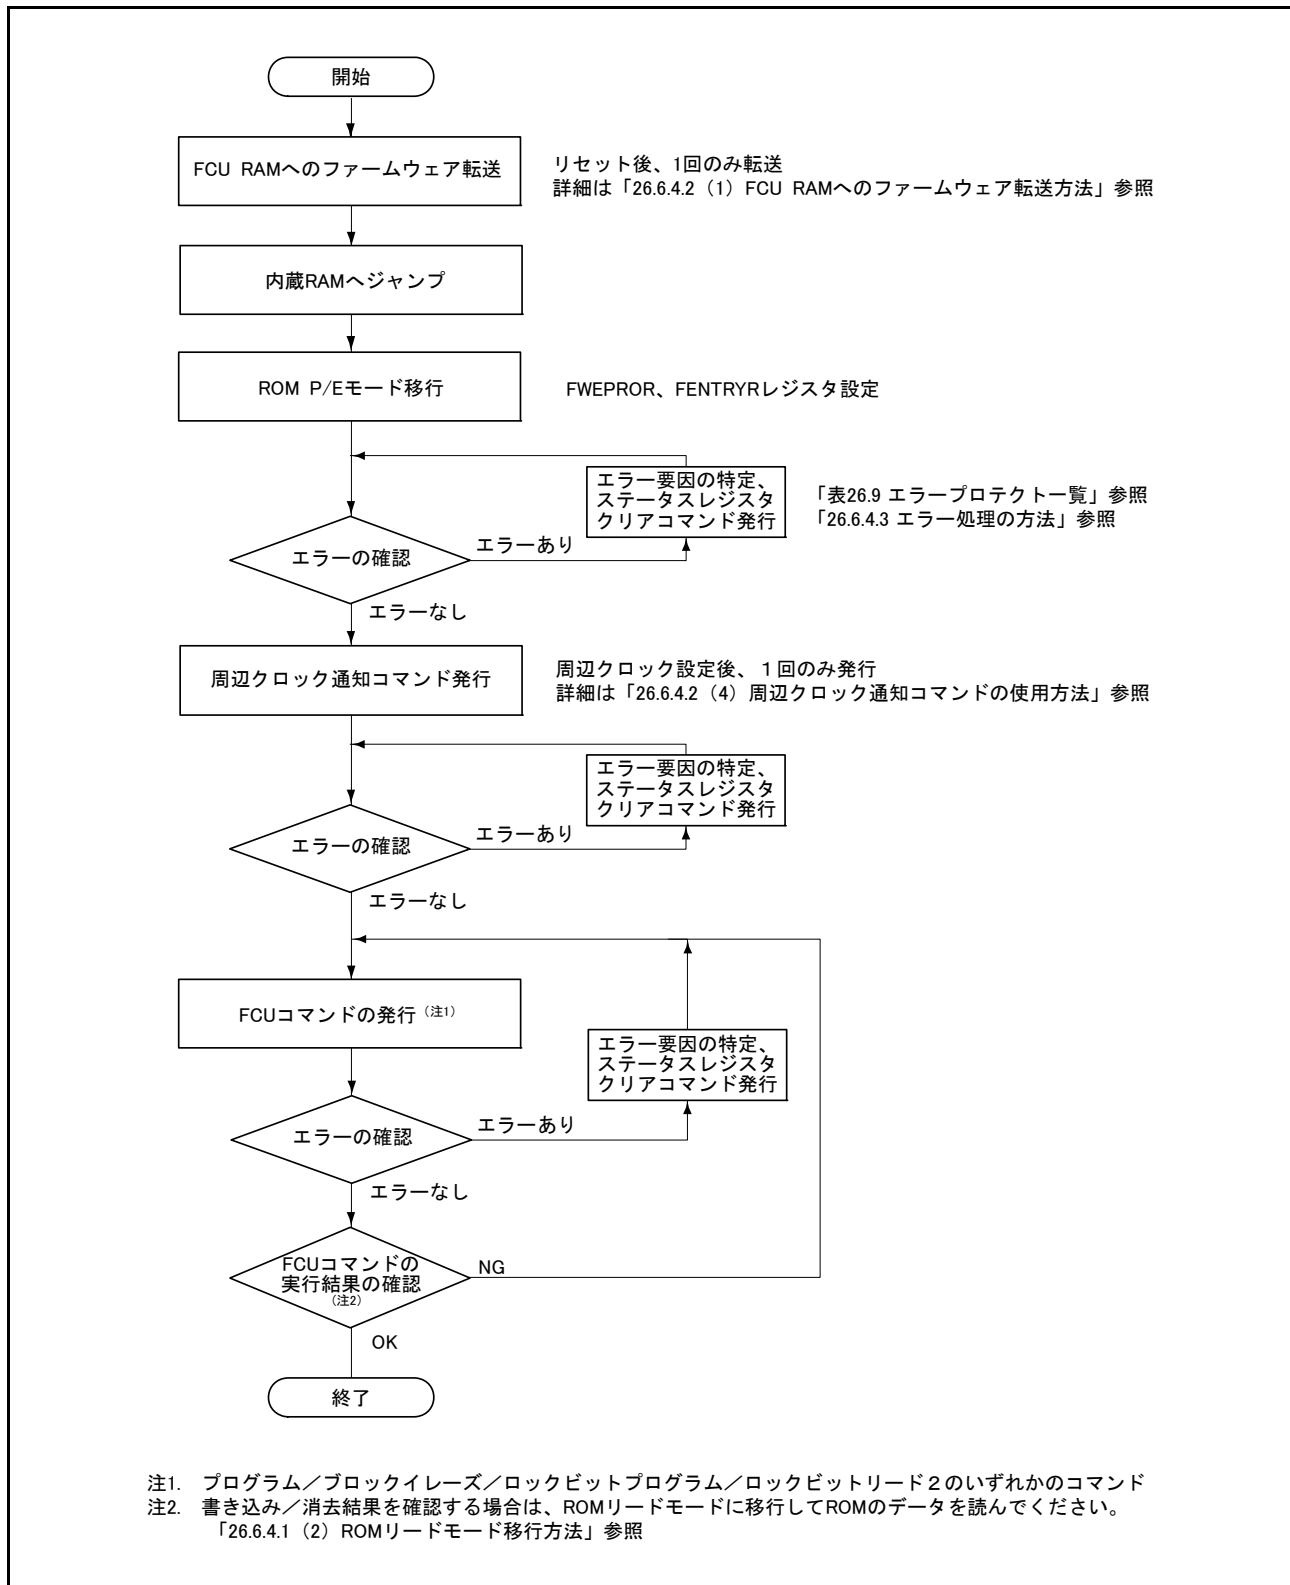 開始
FCU RAMへのファームウェア転送
リセット後、1回のみ転送
詳細は「26.6.4.2（1）FCU RAMへのファームウェア転送方法」参照
内蔵RAMへジャンプ
ROM P/Eモード移行
FWEPROR、FENTRYRレジスタ設定
エラー要因の特定、
ステータスレジスタ
クリアコマンド発行
「表26.9 エラープロテクト一覧」参照
「26.6.4.3 エラー処理の方法」参照
エラーの確認
エラーあり
エラーなし
周辺クロック通知コマンド発行
周辺クロック設定後、１回のみ発行
詳細は「26.6.4.2（4）周辺クロック通知コマンドの使用方法」参照
エラー要因の特定、
ステータスレジスタ
クリアコマンド発行
エラーの確認
エラーあり
エラーなし
FCUコマンドの発行（注1）
エラー要因の特定、
ステータスレジスタ
クリアコマンド発行
エラーの確認
エラーあり
エラーなし
FCUコマンドの
実行結果の確認
（注2）
NG
OK
終了
注1. プログラム／ブロックイレーズ／ロックビットプログラム／ロックビットリード２のいずれかのコマンド
注2. 書き込み／消去結果を確認する場合は、ROMリードモードに移行してROMのデータを読んでください。
「26.6.4.1（2）ROMリードモード移行方法」参照